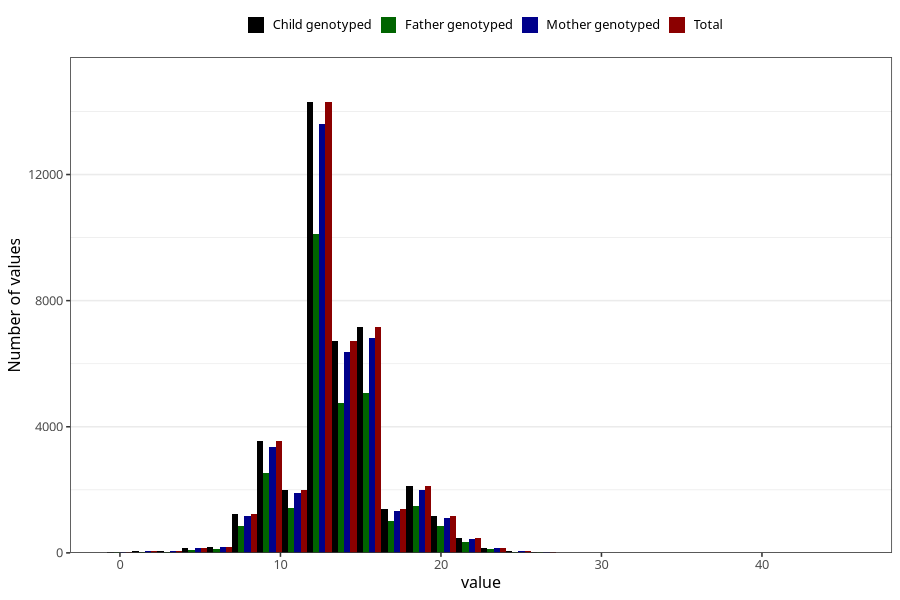 Child genotyped Father genotyped Mother genotyped Total
Number of values
12000
8000
4000
0
0 10 20 30 40
value